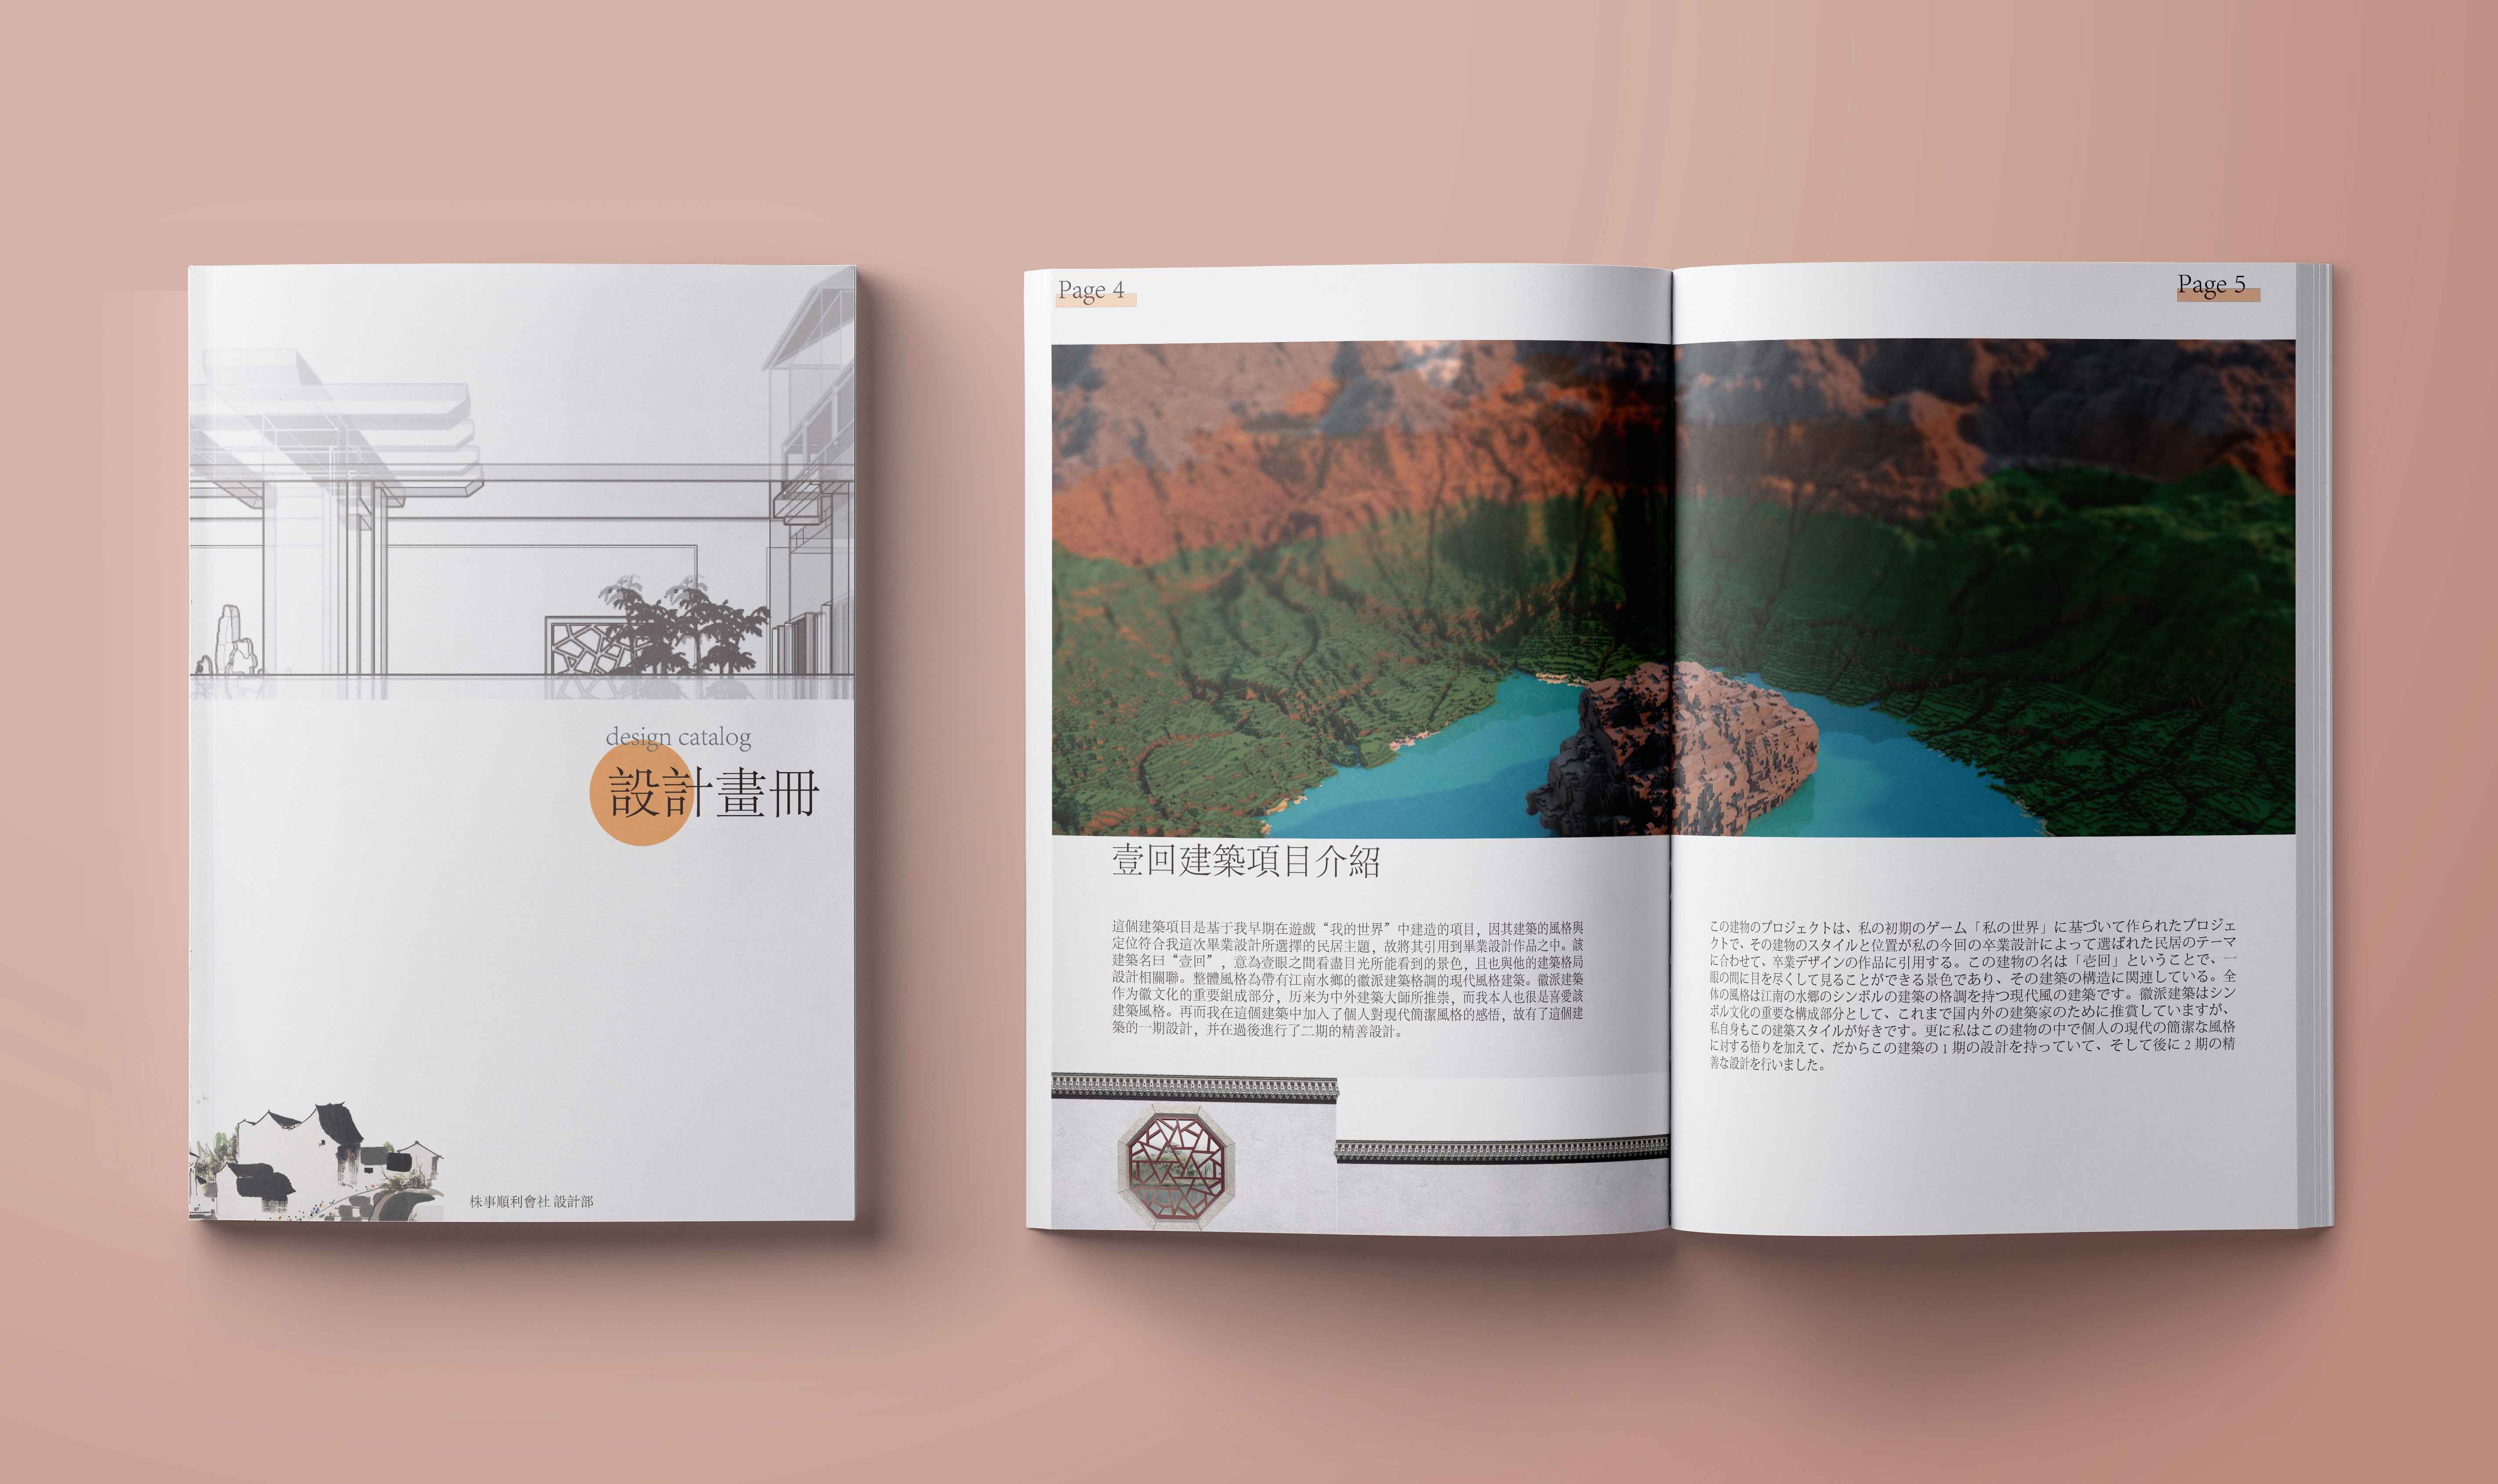 design catalog
設計畫冊
株事順利會社 設計部
Page 4
壹回建築項目介紹
這個建築項目是基于我早期在遊戲“我的世界”中建造的項目，因其建築的風格與
定位符合我這次畢業設計所選擇的民居主題，故將其引用到畢業設計作品之中。該
建築名曰“壹回”，意為壹眼之間看盡目光所能看到的景色，且也與他的建築格局
設計相關聯。整體風格為帶有江南水鄉的徽派建築格調的現代風格建築。徽派建築
作为徽文化的重要組成部分，历来为中外建築大師所推崇，而我本人也很是喜愛該
建築風格。再而我在這個建築中加入了個人對現代簡潔風格的感悟，故有了這個建
築的一期設計，并在過後進行了二期的精善設計。
Page 5
この建物のプロジェクトは、私の初期のゲーム「私の世界」に基づいて作られたプロジェ
クトで、その建物のスタイルと位置が私の今回の卒業設計によって選ばれた民居のテーマ
に合わせて、卒業デザインの作品に引用する。この建物の名は「壱回」ということで、一
眼の間に目を尽くして見ることができる景色であり、その建築の構造に関連している。全
体の風格は江南の水郷のシンボルの建築の格調を持つ現代風の建築です。徽派建築はシン
ボル文化の重要な構成部分として、これまで国内外の建築家のために推賞していますが、
私自身もこの建築スタイルが好きです。更に私はこの建物の中で個人の現代の簡潔な風格
に対する悟りを加えて、だからこの建築の 1 期の設計を持っていて、そして後に 2 期の精
善な設計を行いました。